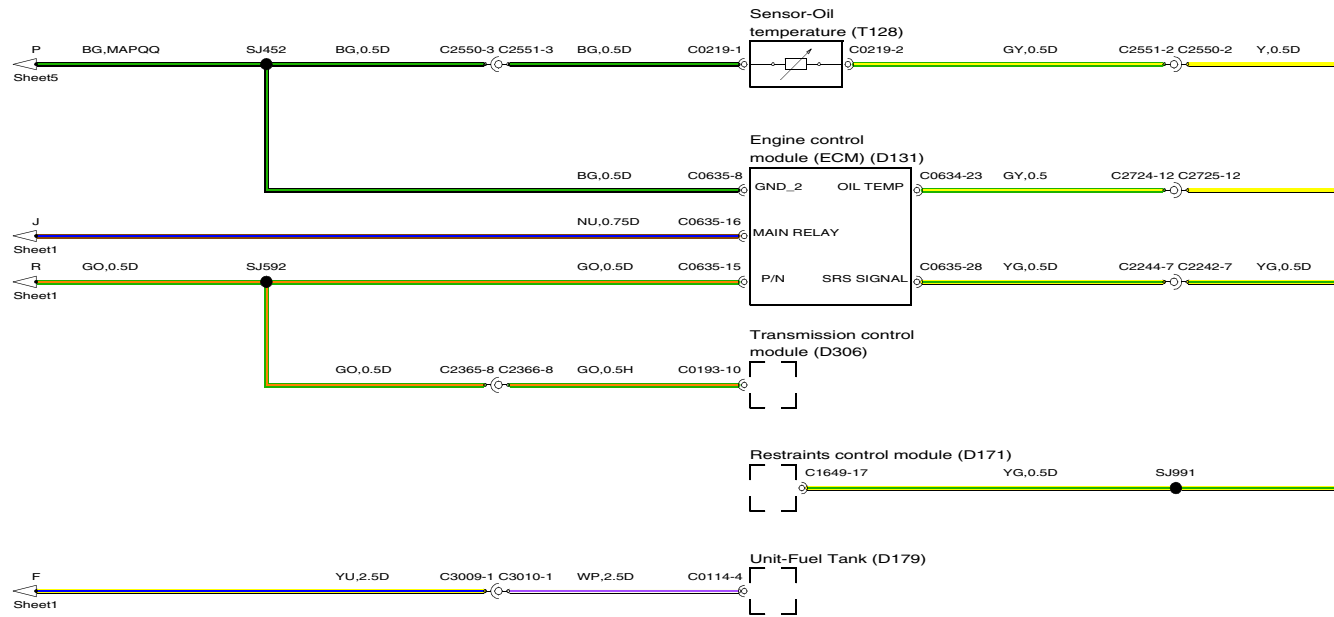 Sensor-Oil
temperature (T128)
P BG,MAPQQ SJ452 BG,0.5D C2550-3 C2551-3 BG,0.5D C0219-1 C0219-2 GY,0.5D C2551-2 C2550-2 Y,0.5D
Sheet5
Engine control
module (ECM) (D131)
BG,0.5D C0635-8 GND_2 OIL TEMP C0634-23 GY,0.5 C2724-12 C2725-12
J NU,0.75D C0635-16 MAIN RELAY
Sheet1
R GO,0.5D SJ592 GO,0.5D C0635-15 P/N SRS SIGNAL C0635-28 YG,0.5D C2244-7 C2242-7 YG,0.5D
Sheet1
Transmission control
module (D306)
GO,0.5D C2365-8 C2366-8 GO,0.5H C0193-10
Restraints control module (D171)
C1649-17 YG,0.5D SJ991
Unit-Fuel Tank (D179)
F YU,2.5D C3009-1 C3010-1 WP,2.5D C0114-4
Sheet1